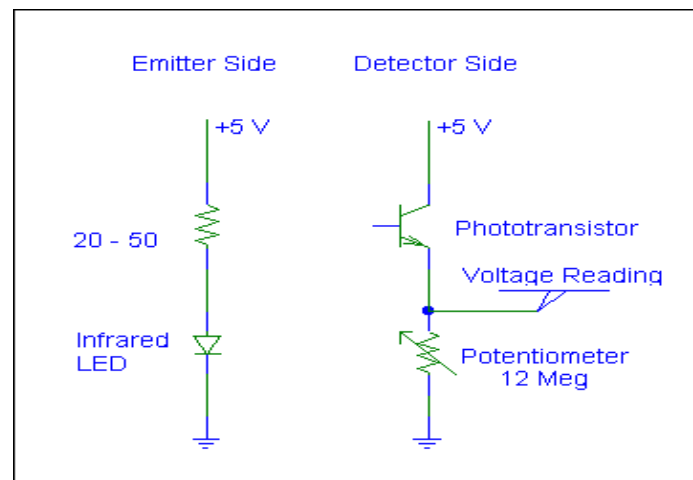 Emitter Side
Detector Side
+5 V
+5 V
20 - 50
Phototransistor
Voltage Reading
Infrared
LED
Potentiometer
12 Meg